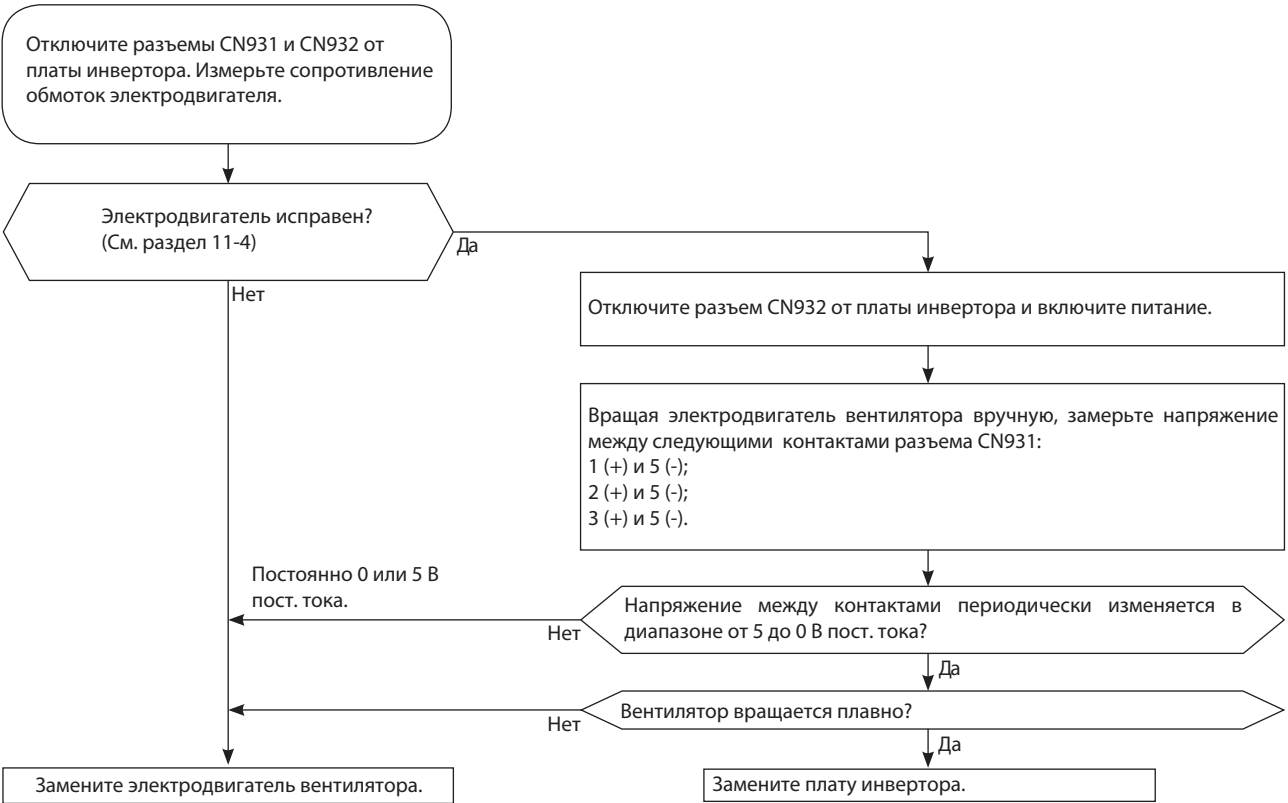 Отключите разъемы CN931 и CN932 от
платы инвертора. Измерьте сопротивление
обмоток электродвигателя.
Электродвигатель исправен?
(См. раздел 11-4)
Да
Нет
Отключите разъем CN932 от платы инвертора и включите питание.
Вращая электродвигатель вентилятора вручную, замерьте напряжение
между следующими контактами разъема CN931:
1 (+) и 5 (-);
2 (+) и 5 (-);
3 (+) и 5 (-).
Постоянно 0 или 5 В
пост. тока.
Напряжение между контактами периодически изменяется в
диапазоне от 5 до 0 В пост. тока?
Нет
Да
Вентилятор вращается плавно?
Нет
Да
Замените электродвигатель вентилятора.
Замените плату инвертора.